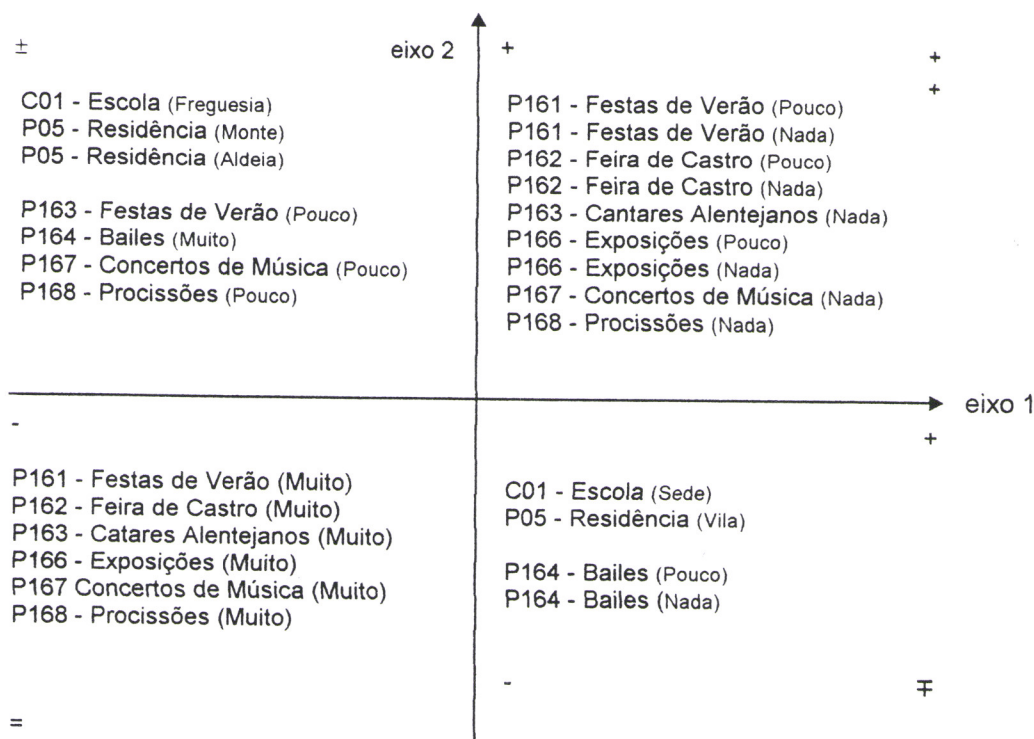 ±
eixo 2
+
+
+
C01 - Escola (Freguesia)
P05 - Residência (Monte)
P05 - Residência (Aldeia)
P163 - Festas de Verão (Pouco)
P164 - Bailes (Muito)
P167 - Concertos de Música (Pouco)
P168 - Procissões (Pouco)
P161 - Festas de Verão (Pouco)
P161 - Festas de Verão (Nada)
P162 - Feira de Castro (Pouco)
P162 - Feira de Castro (Nada)
P163 - Cantares Alentejanos (Nada)
P166 - Exposições (Pouco)
P166 - Exposições (Nada)
P167 - Concertos de Música (Nada)
P168 - Procissões (Nada)
eixo 1
-
+
P161 - Festas de Verão (Muito)
P162 - Feira de Castro (Muito)
P163 - Catares Alentejanos (Muito)
P166 - Exposições (Muito)
P167 Concertos de Música (Muito)
P168 - Procissões (Muito)
C01 - Escola (Sede)
P05 - Residência (Vila)
P164 - Bailes (Pouco)
P164 - Bailes (Nada)
-
∓
=